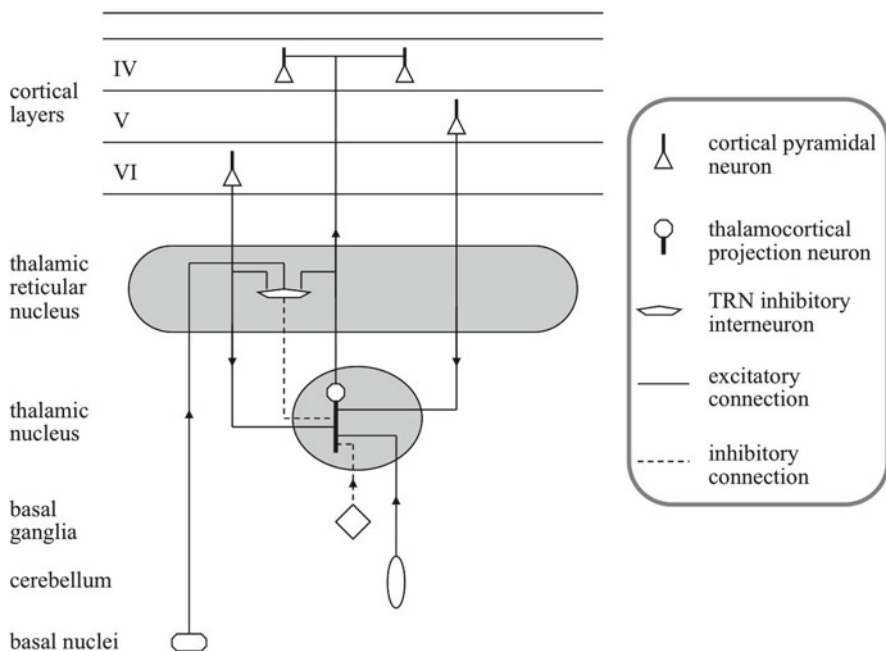 IV
cortical
layers
V
VI
thalamic
reticular
nucleus
thalamic
nucleus
basal
ganglia
cerebellum
basal nuclei
cortical pyramidal
neuron
thalamocortical
projection neuron
TRN inhibitory
interneuron
excitatory
connection
inhibitory
connection